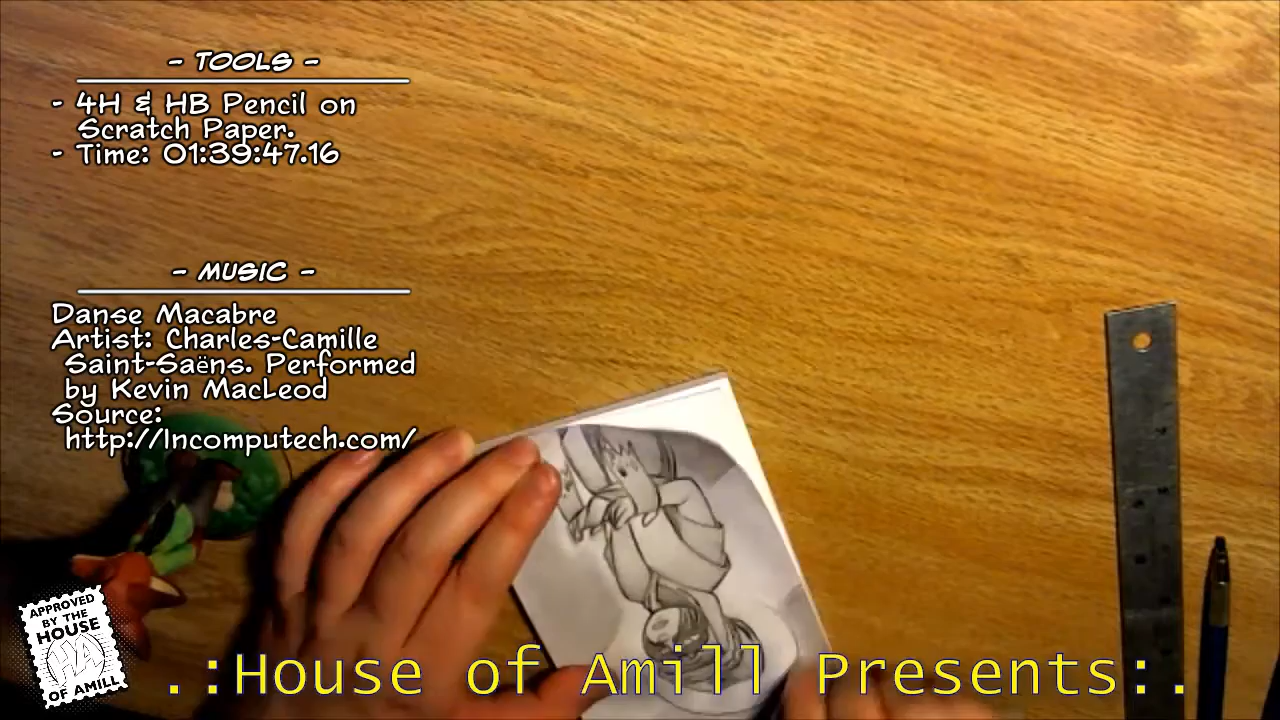 - TOOLS -
- 4H & HB Pencil on
Scratch Paper.
- Time: 01:39:47.16
- MUSIC -
Danse Macabre
Artist: Charles-Camille
Saint-Saëns. Performed
by Kevin MacLeod
Source:
http://Incomputech.com/
APPROVED
BY THE
HOUSE
HA
OF AMILL
.:House of Amill Presents:.